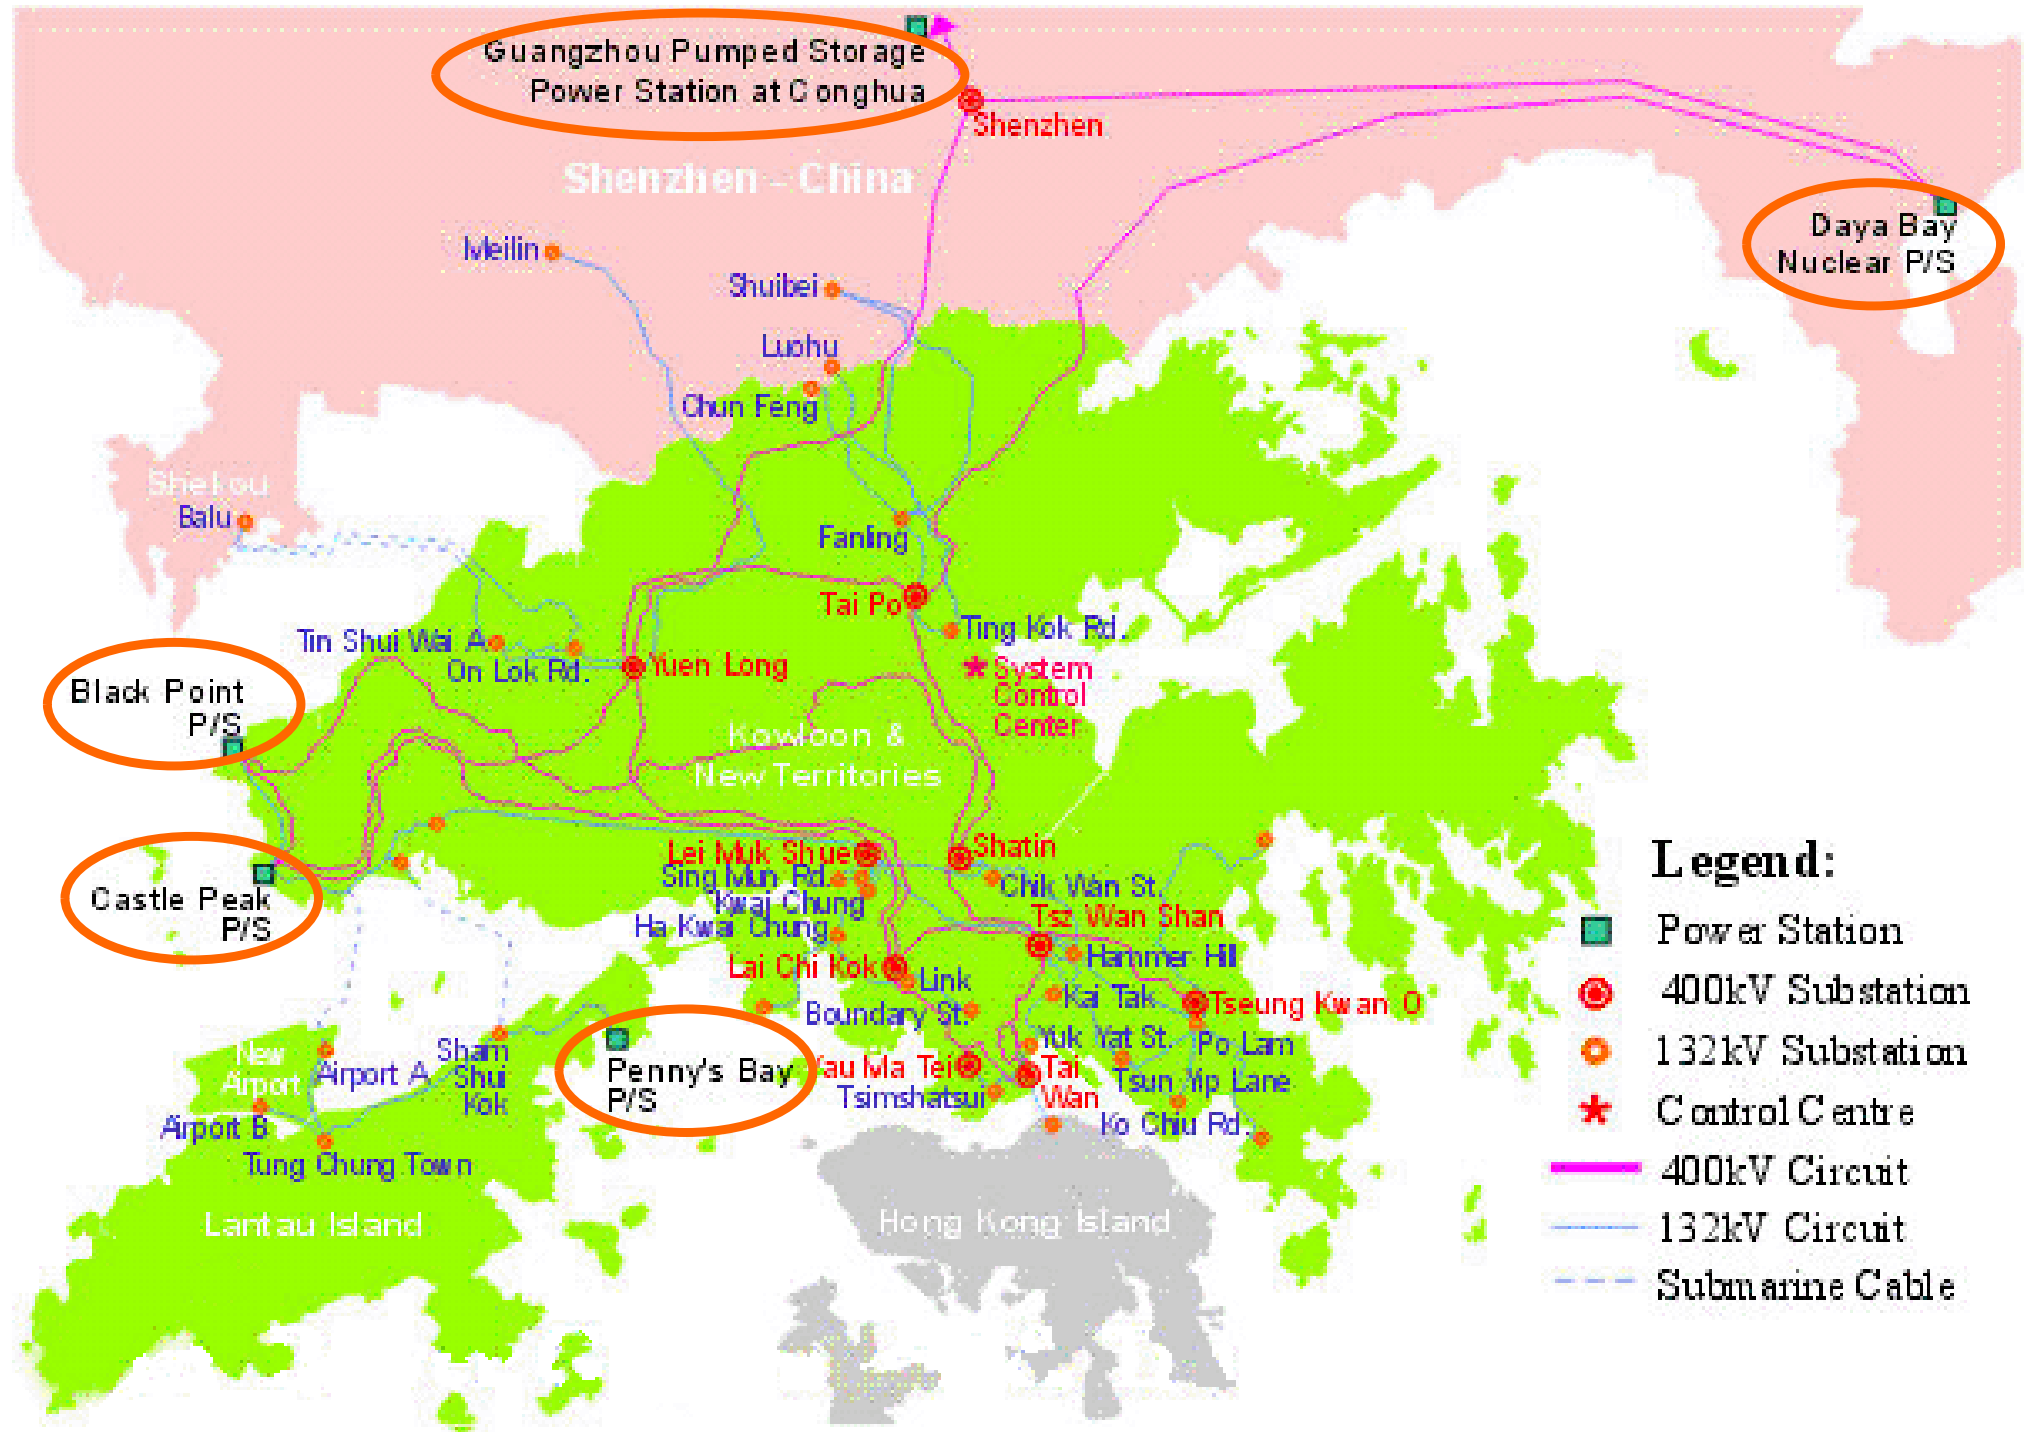 Guangzhou Pumped Storage
Power Station at Conghua
Shenzhen
Shenzhen - China
Daya Bay
Nuclear P/S
Meilin
Shuibei
Luohu
Chun Feng
Shekou
Balu
Fanling
Tai Po
Ting Kok Rd.
Tin Shui Wai A
On Lok Rd.
Yuen Long
System
Control
Center
Black Point
P/S
Kowloon &
New Territories
Castle Peak
P/S
Lei Muk Shue
Shatin
Sing Mun Rd.
Chik Wan St.
Kwai Chung
Tsz Wan Shan
Ha Kwai Chung
Hammer Hill
Lai Chi Kok
Link
Kai Tak
Tseung Kwan O
Boundary St.
Yuk Yat St.
Po Lam
New
Airport
Airport A
Sham
Shui
Kok
Penny's Bay
P/S
Yau Ma Tei
Tai
Wan
Tsun Yip Lane
Tsimshatsui
Ko Chiu Rd.
Airport B
Tung Chung Town
Lantau Island
Hong Kong Island
Legend:
Power Station
400kV Substation
132kV Substation
Control Centre
400kV Circuit
132kV Circuit
Submarine Cable